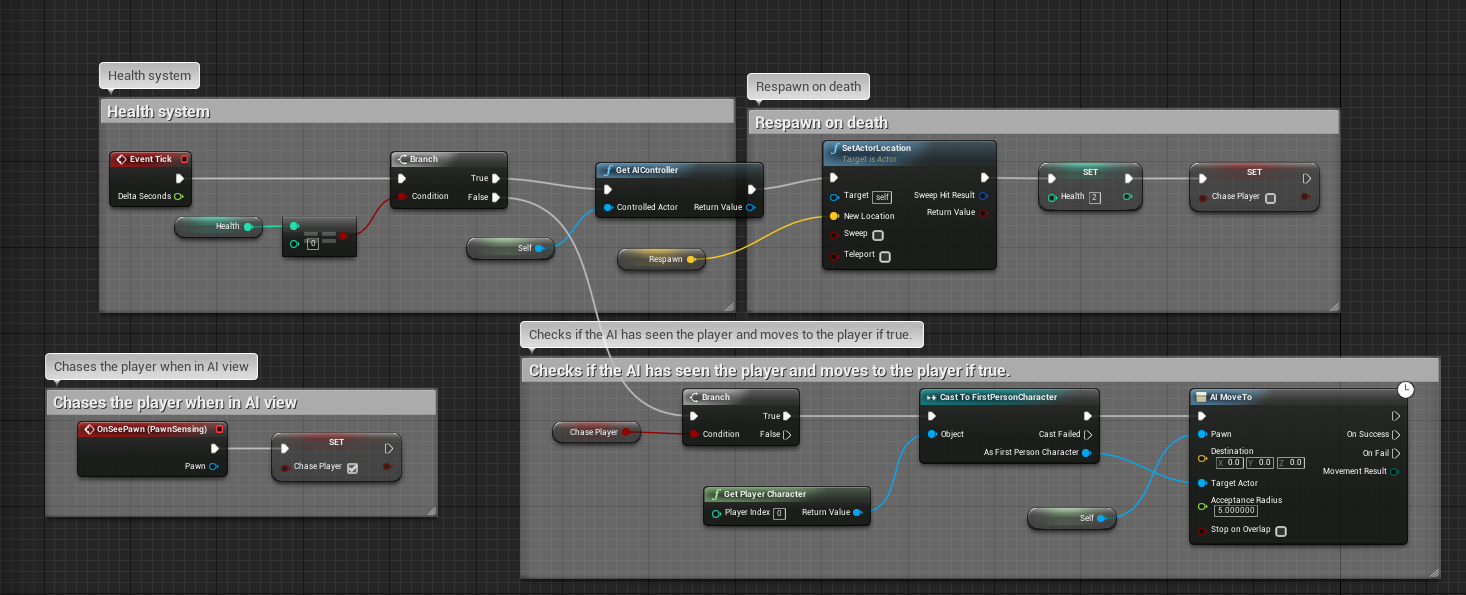 Health system
Health system
Event Tick
Delta Seconds
Health
0
Branch
True
Condition
False
Self
Get AIController
Controlled Actor
Return Value
Respawn
Respawn on death
Respawn on death
SetActorLocation
Target is Actor
Target
self
Sweep Hit Result
New Location
Return Value
Sweep
Teleport
SET
Health
2
SET
Chase Player
Chases the player when in AI view
Chases the player when in AI view
OnSeePawn (PawnSensing)
Pawn
SET
Chase Player
Checks if the AI has seen the player and moves to the player if true.
Checks if the AI has seen the player and moves to the player if true.
Chase Player
Branch
True
Condition
False
Get Player Character
Player Index
0
Return Value
Cast To FirstPersonCharacter
Object
Cast Failed
As First Person Character
Self
AI MoveTo
Pawn
On Success
Destination
X 0.0 Y 0.0 Z 0.0
On Fail
Movement Result
Target Actor
Acceptance Radius
5.000000
Stop on Overlap